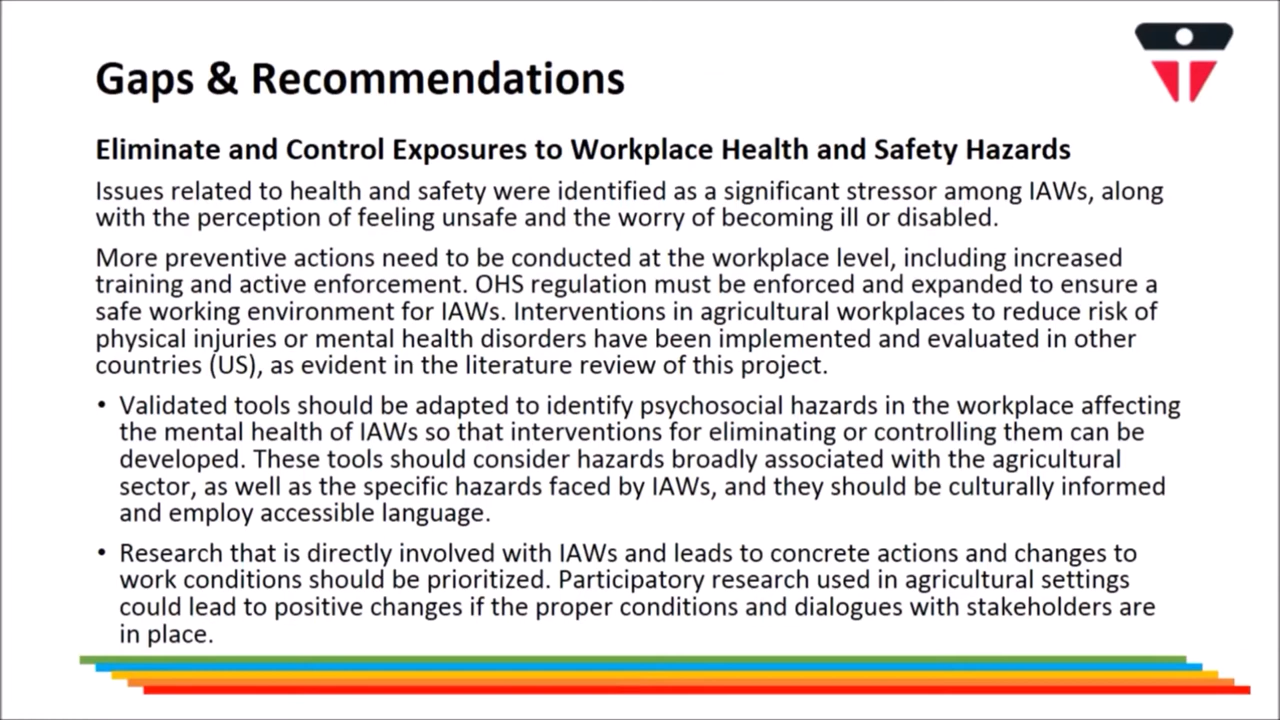 Gaps & Recommendations
Eliminate and Control Exposures to Workplace Health and Safety Hazards
Issues related to health and safety were identified as a significant stressor among IAWs, along
with the perception of feeling unsafe and the worry of becoming ill or disabled.
More preventive actions need to be conducted at the workplace level, including increased
training and active enforcement. OHS regulation must be enforced and expanded to ensure a
safe working environment for IAWs. Interventions in agricultural workplaces to reduce risk of
physical injuries or mental health disorders have been implemented and evaluated in other
countries (US), as evident in the literature review of this project.
• Validated tools should be adapted to identify psychosocial hazards in the workplace affecting
the mental health of IAWs so that interventions for eliminating or controlling them can be
developed. These tools should consider hazards broadly associated with the agricultural
sector, as well as the specific hazards faced by IAWs, and they should be culturally informed
and employ accessible language.
• Research that is directly involved with IAWs and leads to concrete actions and changes to
work conditions should be prioritized. Participatory research used in agricultural settings
could lead to positive changes if the proper conditions and dialogues with stakeholders are
in place.